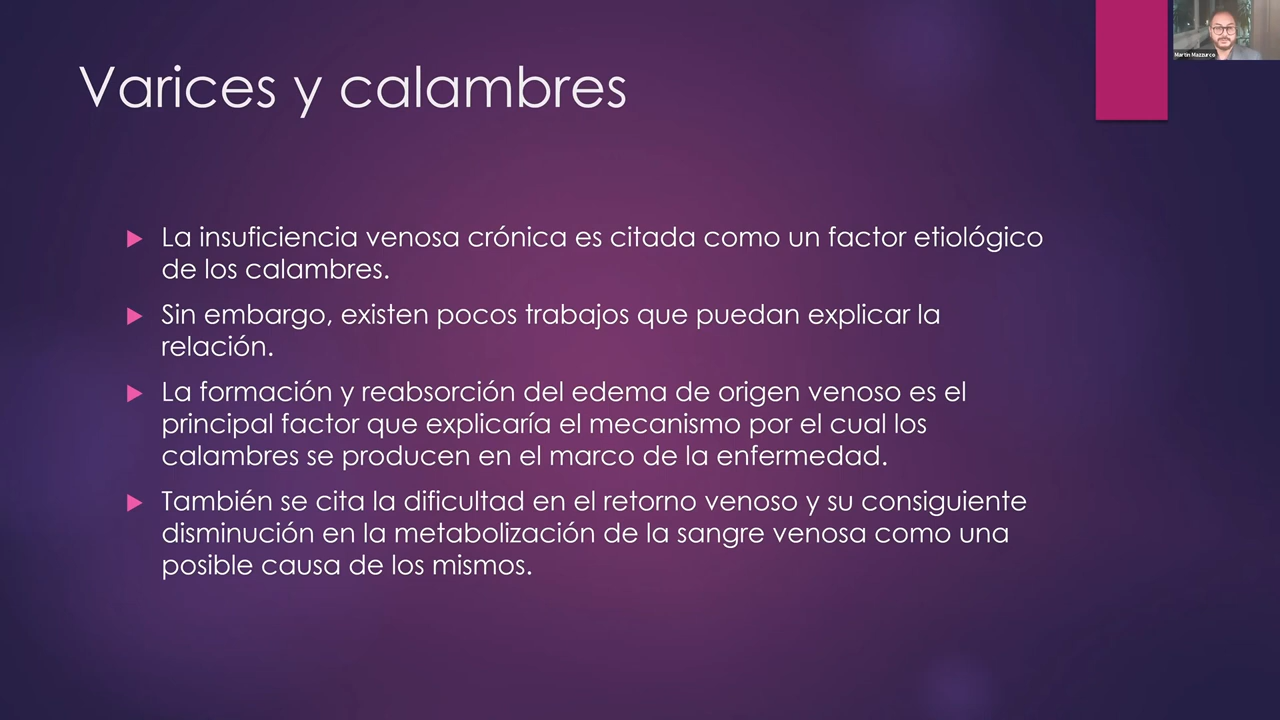 Varices y calambres
La insuficiencia venosa crónica es citada como un factor etiológico
de los calambres.
Sin embargo, existen pocos trabajos que puedan explicar la
relación.
La formación y reabsorción del edema de origen venoso es el
principal factor que explicaría el mecanismo por el cual los
calambres se producen en el marco de la enfermedad.
También se cita la dificultad en el retorno venoso y su consiguiente
disminución en la metabolización de la sangre venosa como una
posible causa de los mismos.
Martin Mazzurco